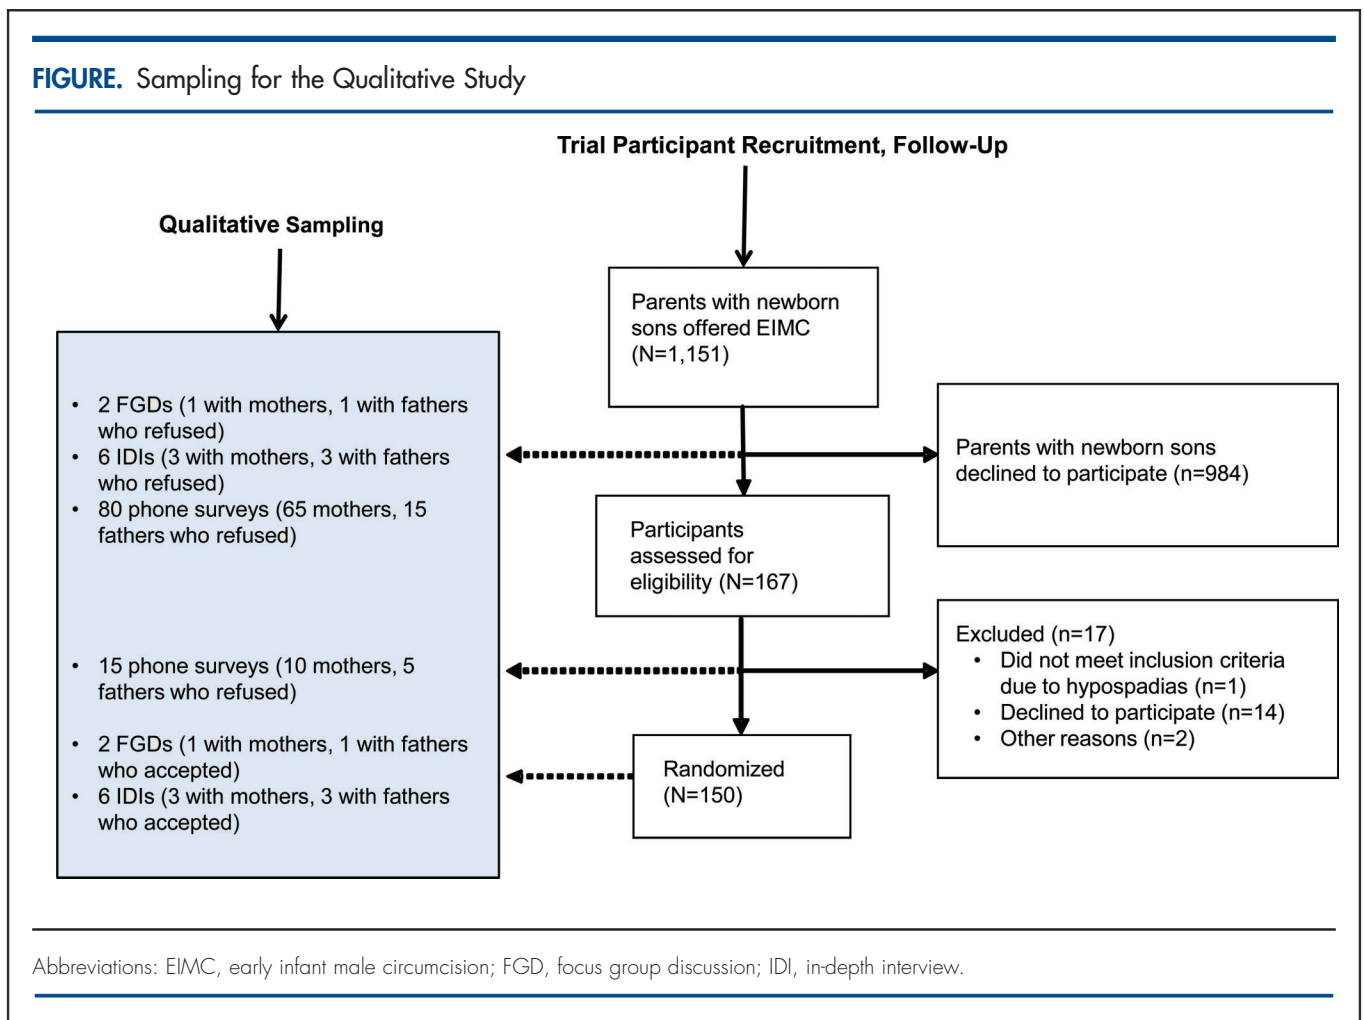 FIGURE. Sampling for the Qualitative Study
Trial Participant Recruitment, Follow-Up
Qualitative Sampling
• 2 FGDs (1 with mothers, 1 with fathers
who refused)
• 6 IDIs (3 with mothers, 3 with fathers
who refused)
• 80 phone surveys (65 mothers, 15
fathers who refused)
• 15 phone surveys (10 mothers, 5
fathers who refused)
• 2 FGDs (1 with mothers, 1 with fathers
who accepted)
• 6 IDIs (3 with mothers, 3 with fathers
who accepted)
Parents with newborn
sons offered EIMC
(N=1,151)
Parents with newborn sons
declined to participate (n=984)
Participants
assessed for
eligibility (N=167)
Excluded (n=17)
• Did not meet inclusion criteria
due to hypospadias (n=1)
• Declined to participate (n=14)
• Other reasons (n=2)
Randomized
(N=150)
Abbreviations: EIMC, early infant male circumcision; FGD, focus group discussion; IDI, in-depth interview.